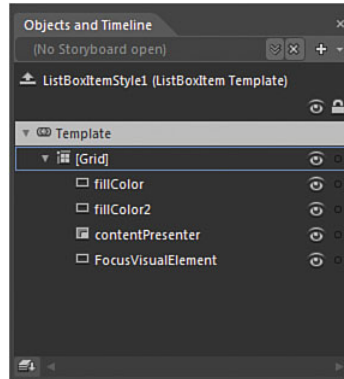 Objects and Timeline
(No Storyboard open)
ListBoxItemStyle1 (ListBoxItem Template)
Template
[Grid]
fillColor
fillColor2
contentPresenter
FocusVisualElement